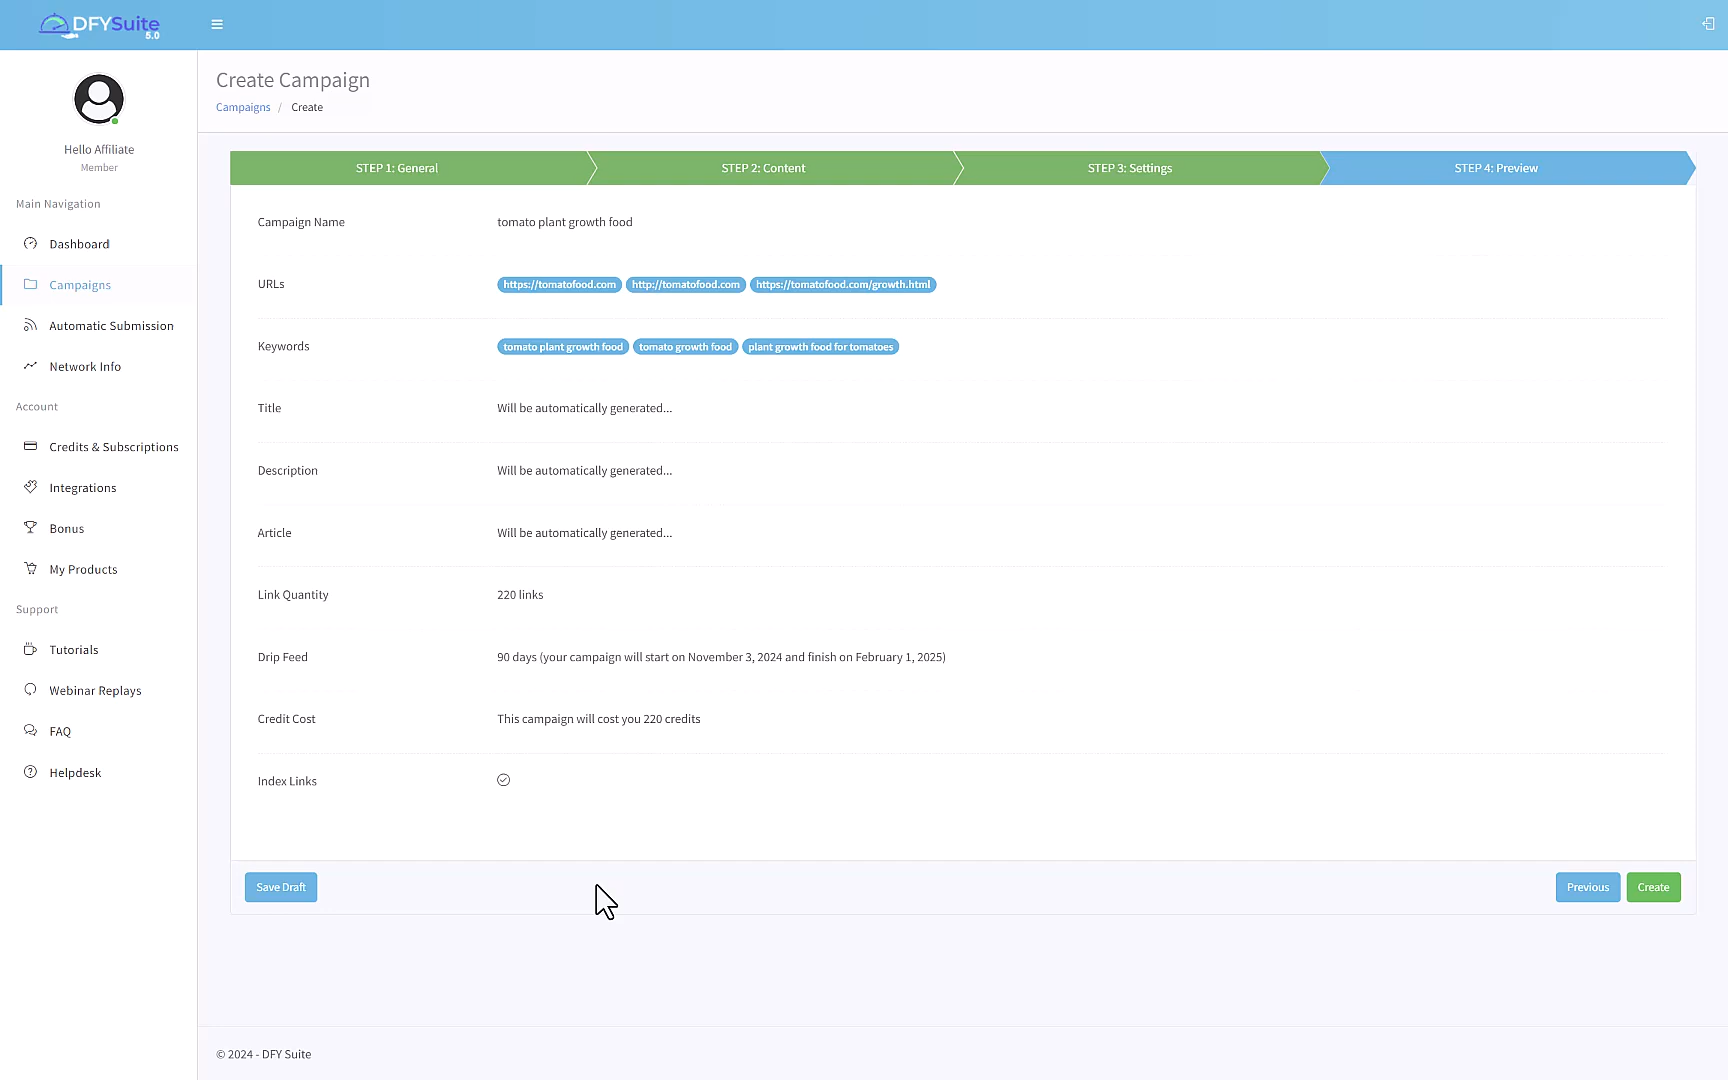 DFYSuite
5.0
Hello Affiliate
Member
Main Navigation
Dashboard
Campaigns
Automatic Submission
Network Info
Account
Credits & Subscriptions
Integrations
Bonus
My Products
Support
Tutorials
Webinar Replays
FAQ
Helpdesk
Create Campaign
Campaigns / Create
STEP 1: General STEP 2: Content STEP 3: Settings STEP 4: Preview
Campaign Name tomato plant growth food
URLs https://tomatofood.com http://tomatofood.com https://tomatofood.com/growth.html
Keywords tomato plant growth food tomato growth food plant growth food for tomatoes
Title Will be automatically generated...
Description Will be automatically generated...
Article Will be automatically generated...
Link Quantity 220 links
Drip Feed 90 days (your campaign will start on November 3, 2024 and finish on February 1, 2025)
Credit Cost This campaign will cost you 220 credits
Index Links
Save Draft Previous Create
© 2024 - DFY Suite